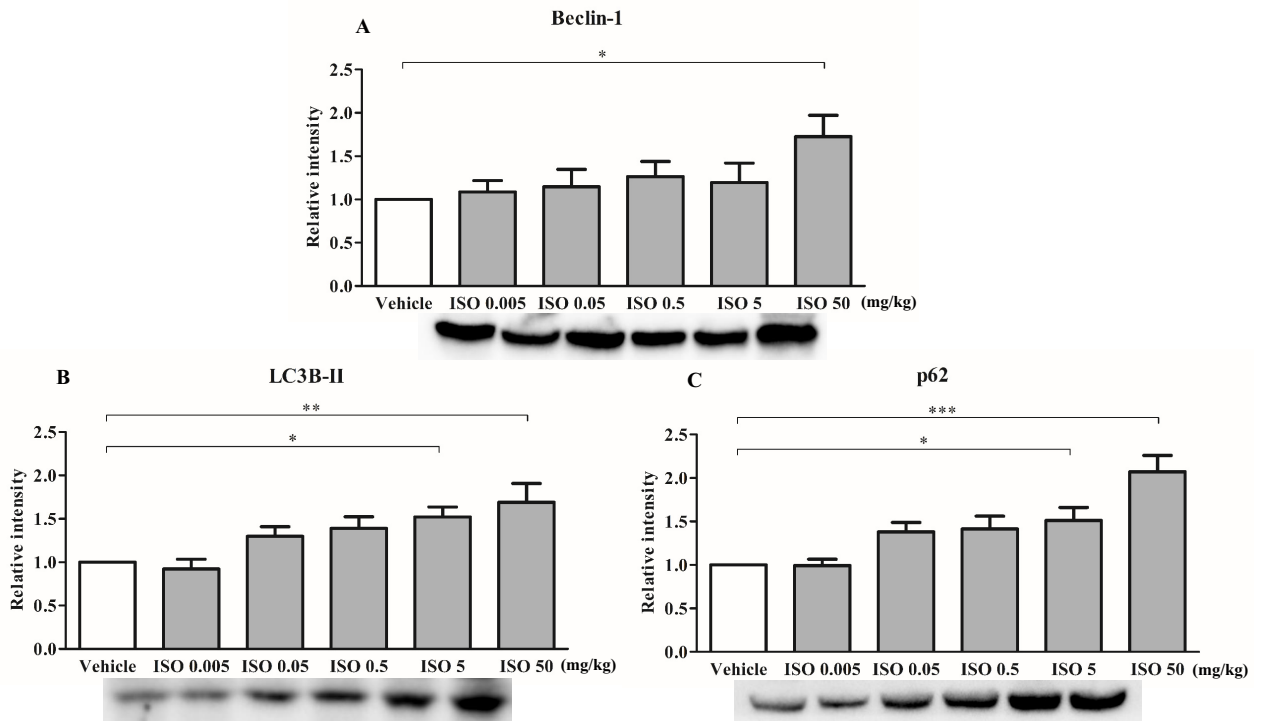 A
Beclin-1
*
2.5
2.0
1.5
1.0
0.5
0.0
Relative intensity
Vehicle ISO 0.005 ISO 0.05 ISO 0.5 ISO 5 ISO 50 (mg/kg)
B
LC3B-II
**
*
2.5
2.0
1.5
1.0
0.5
0.0
Relative intensity
Vehicle ISO 0.005 ISO 0.05 ISO 0.5 ISO 5 ISO 50 (mg/kg)
C
p62
***
*
2.5
2.0
1.5
1.0
0.5
0.0
Relative intensity
Vehicle ISO 0.005 ISO 0.05 ISO 0.5 ISO 5 ISO 50 (mg/kg)